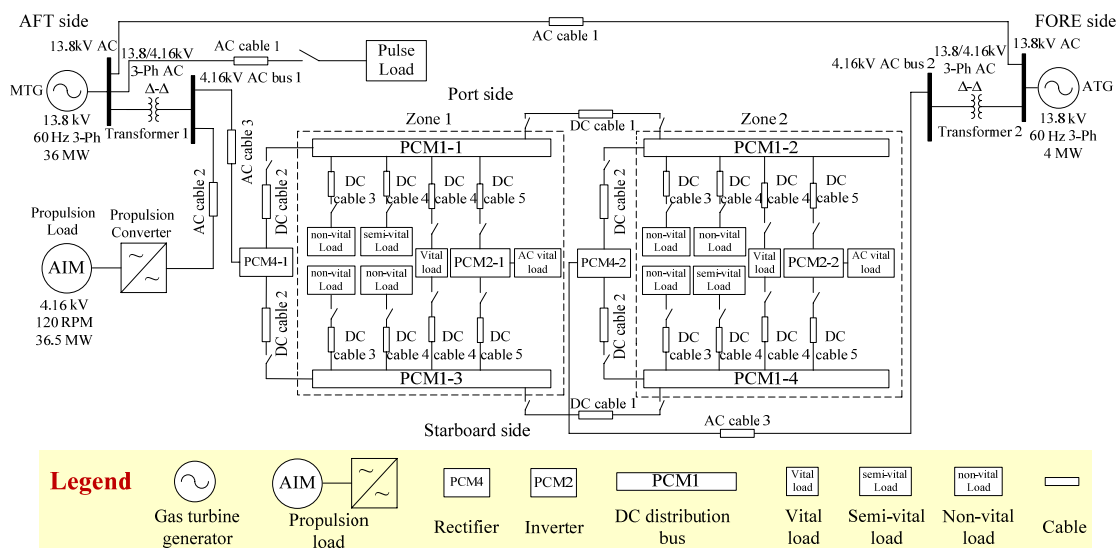 AFT side
FORE side
AC cable 1
13.8kV AC
13.8/4.16kV
3-Ph AC
Δ-Δ
AC cable 1
Pulse
Load
4.16kV AC bus 1
MTG
13.8 kV
60 Hz 3-Ph
36 MW
Transformer 1
13.8kV AC
13.8/4.16kV
3-Ph AC
Δ-Δ
4.16kV AC bus 2
ATG
13.8 kV
60 Hz 3-Ph
4 MW
Transformer 2
Port side
DC cable 1
AC cable 3
AC cable 2
Propulsion
Load
Propulsion
Converter
AIM
4.16 kV
120 RPM
36.5 MW
Zone 1
PCM1-1
DC cable 2
DC
cable 3
DC
cable 4
DC
cable 4
DC
cable 5
non-vital
Load
semi-vital
Load
Vital
load
PCM2-1
AC vital
load
PCM4-1
non-vital
Load
non-vital
Load
DC cable 2
DC
cable 3
DC
cable 4
DC
cable 4
DC
cable 5
PCM1-3
Zone 2
PCM1-2
DC cable 2
DC
cable 3
DC
cable 4
DC
cable 4
DC
cable 5
non-vital
Load
non-vital
Load
Vital
load
PCM2-2
AC vital
load
PCM4-2
non-vital
Load
semi-vital
Load
DC cable 2
DC
cable 3
DC
cable 4
DC
cable 4
DC
cable 5
PCM1-4
DC cable 1
AC cable 3
Starboard side
Legend
AIM
PCM4
PCM2
PCM1
Vital
load
semi-vital
Load
non-vital
Load
Gas turbine
generator
Propulsion
load
Rectifier
Inverter
DC distribution
bus
Vital
load
Semi-vital
load
Non-vital
load
Cable